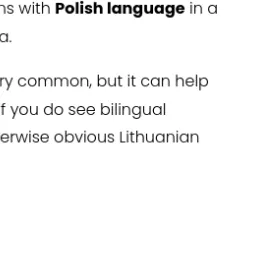 ns with Polish language in a
a.
ry common, but it can help
f you do see bilingual
erwise obvious Lithuanian